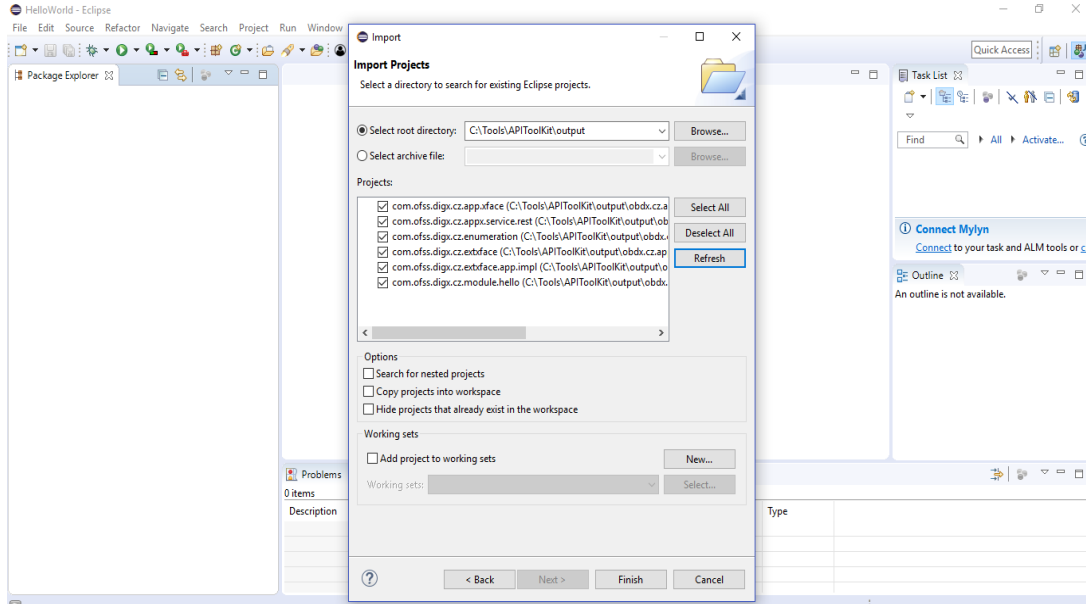 HelloWorld - Eclipse
File Edit Source Refactor Navigate Search Project Run Window
Quick Access
Package Explorer
Import
Import Projects
Select a directory to search for existing Eclipse projects.
Select root directory: C:\Tools\APIToolKit\output Browse...
Select archive file: Browse...
Projects:
com.ofss.digx.cz.app.xface (C:\Tools\APIToolKit\output\obdx.cz.a
com.ofss.digx.cz.appx.service.rest (C:\Tools\APIToolKit\output\ob
com.ofss.digx.cz.enumeration (C:\Tools\APIToolKit\output\obdx.
com.ofss.digx.cz.extxface (C:\Tools\APIToolKit\output\obdx.cz.ap
com.ofss.digx.cz.extxface.app.impl (C:\Tools\APIToolKit\output\o
com.ofss.digx.cz.module.hello (C:\Tools\APIToolKit\output\obdx.
Select All
Deselect All
Refresh
Options
Search for nested projects
Copy projects into workspace
Hide projects that already exist in the workspace
Working sets
Add project to working sets New...
Working sets: Select...
< Back Next > Finish Cancel
Task List
Find All Activate...
Connect Mylyn
Connect to your task and ALM tools or c
Outline
An outline is not available.
Problems
0 items
Description Type